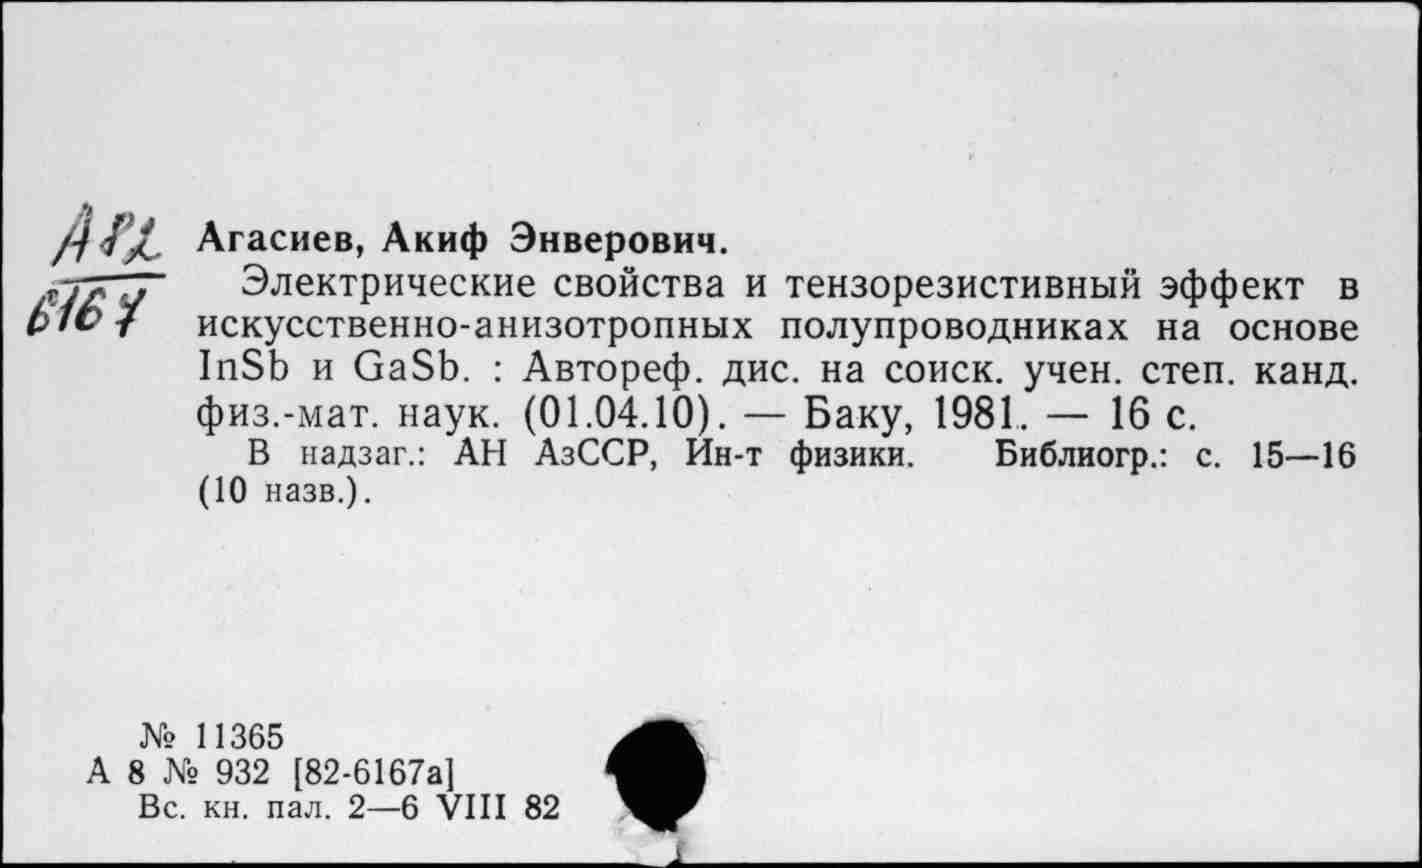 А82 Агасиев, Акиф Энверович.
6167 Электрические свойства и тензорезистивный эффект в
искусственно-анизотропных полупроводниках на основе
InSb и GaSb. : Автореф. дис. на соиск. учен. степ. канд.
физ.-мат. наук. (01.04.10). — Баку, 1981. — 16 с.
В надзаг.: АН АзССР, Ин-т физики. Библиогр.: с. 15—16
(10 назв.).
№ 11365
А 8 № 932 [82-6167а]
Вс. кн. пал. 2—6 VIII 82